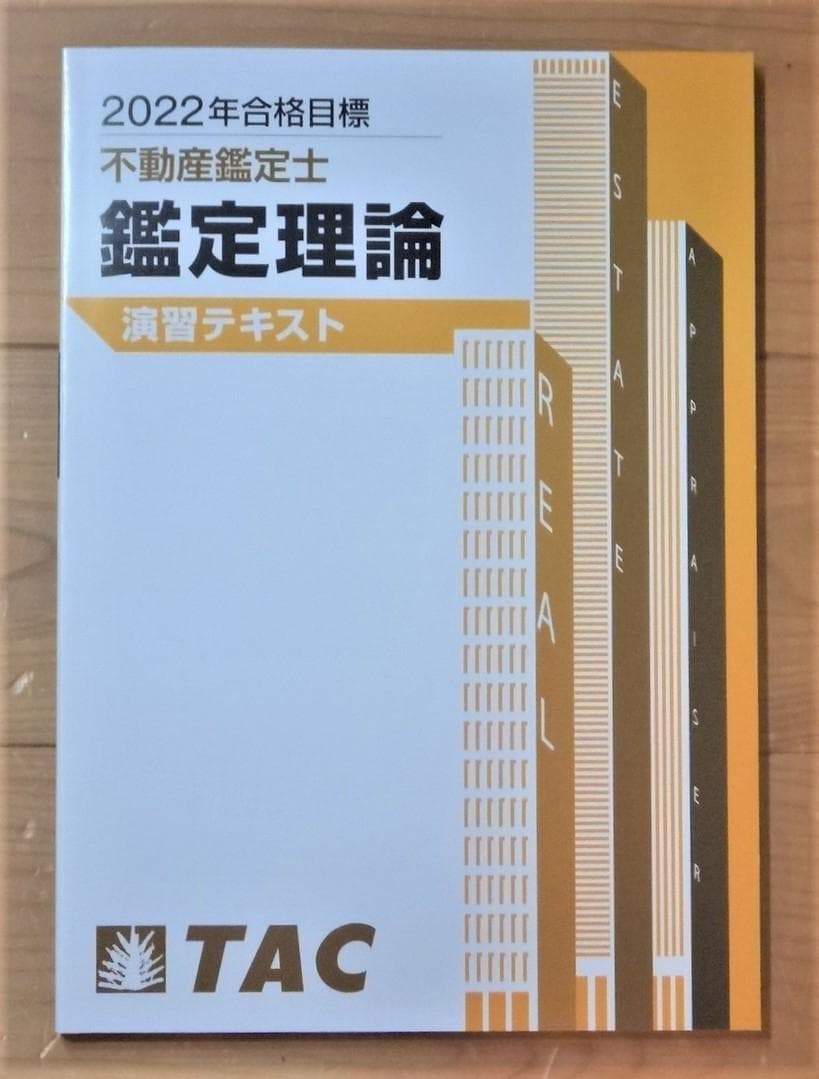 2022年合格目標
不動産鑑定士
鑑定理論
演習テキスト
REAL
ESTATE
APPRAISER
TAC